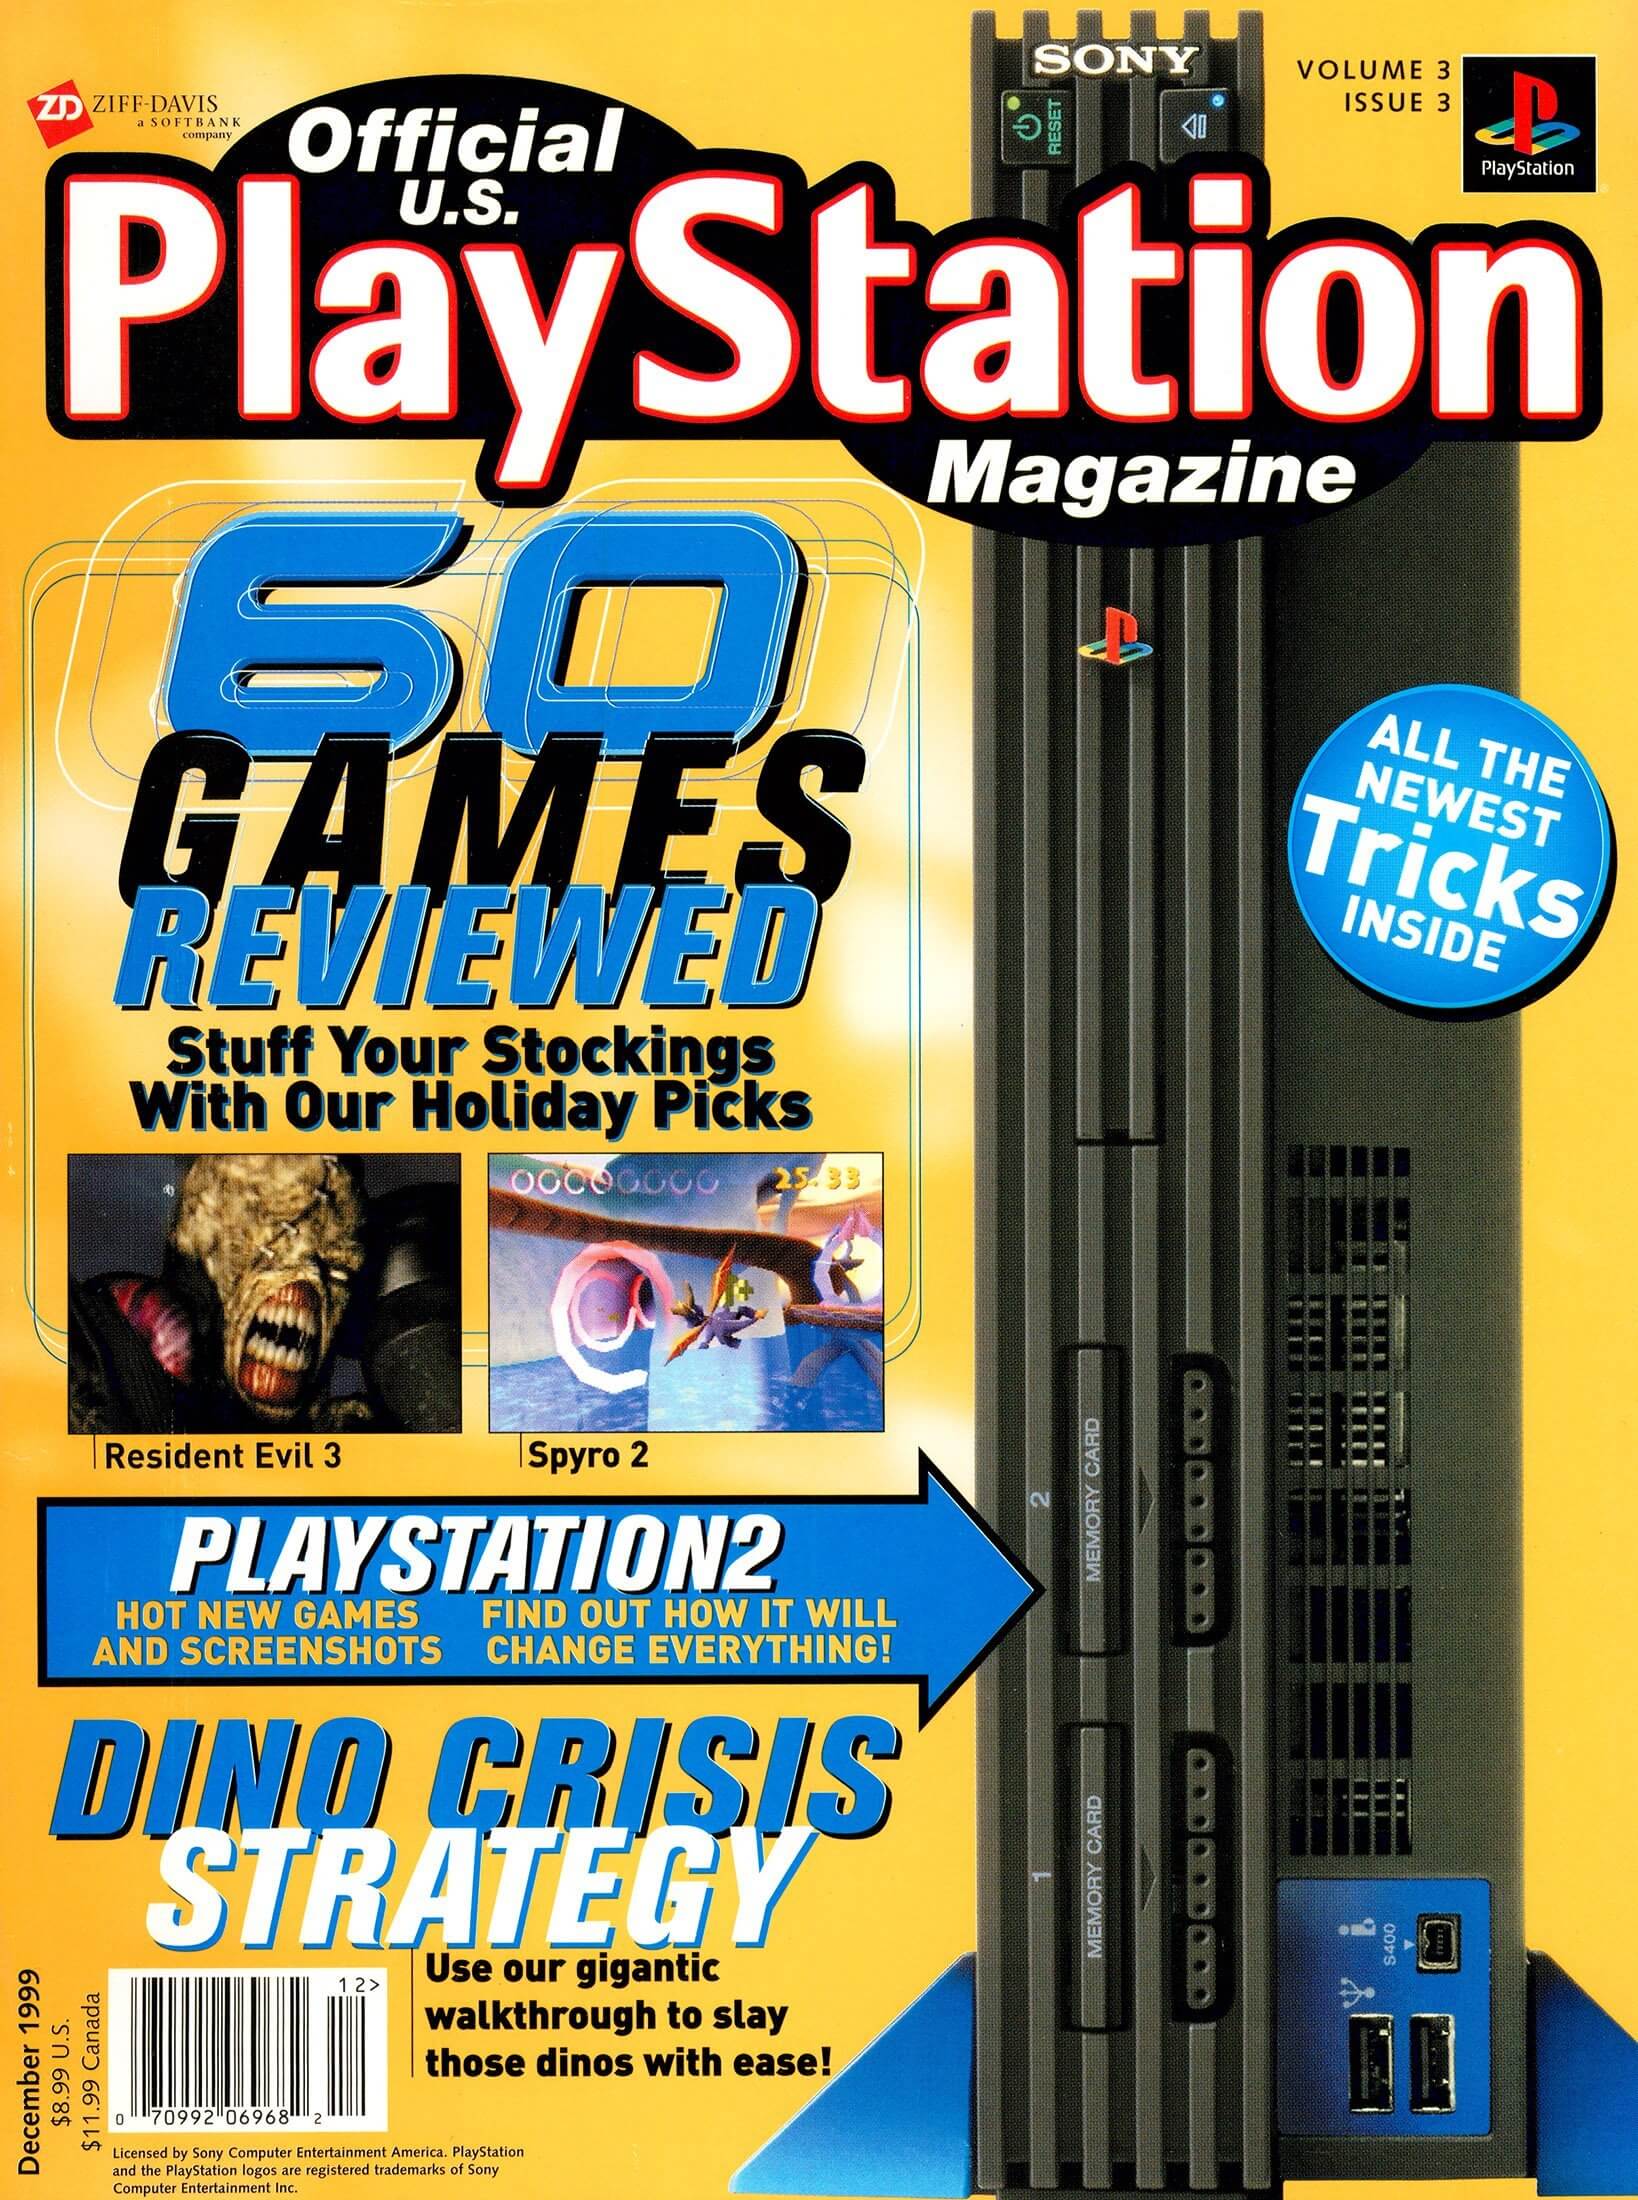 ZD ZIFF-DAVIS
a SOFTBANK
company
SONY
RESET
VOLUME 3
ISSUE 3
PlayStation
Official
U.S.
PlayStation
Magazine
60
GAMES
REVIEWED
Stuff Your Stockings
With Our Holiday Picks
ALL THE
NEWEST
Tricks
INSIDE
25.33
Resident Evil 3
Spyro 2
PLAYSTATION2
HOT NEW GAMES
AND SCREENSHOTS
FIND OUT HOW IT WILL
CHANGE EVERYTHING!
2
MEMORY CARD
1
MEMORY CARD
S400
DINO CRISIS
STRATEGY
Use our gigantic
walkthrough to slay
those dinos with ease!
December 1999
$8.99 U.S.
$11.99 Canada
12>
0 70992 06968 2
Licensed by Sony Computer Entertainment America. PlayStation
and the PlayStation logos are registered trademarks of Sony
Computer Entertainment Inc.